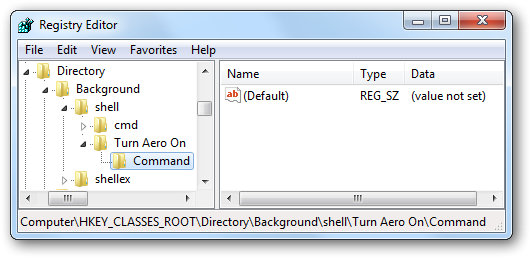 Registry Editor
File Edit View Favorites Help
Directory
Background
shell
cmd
Turn Aero On
Command
shellex
Name Type Data
ab (Default) REG_SZ (value not set)
Computer\HKEY_CLASSES_ROOT\Directory\Background\shell\Turn Aero On\Command